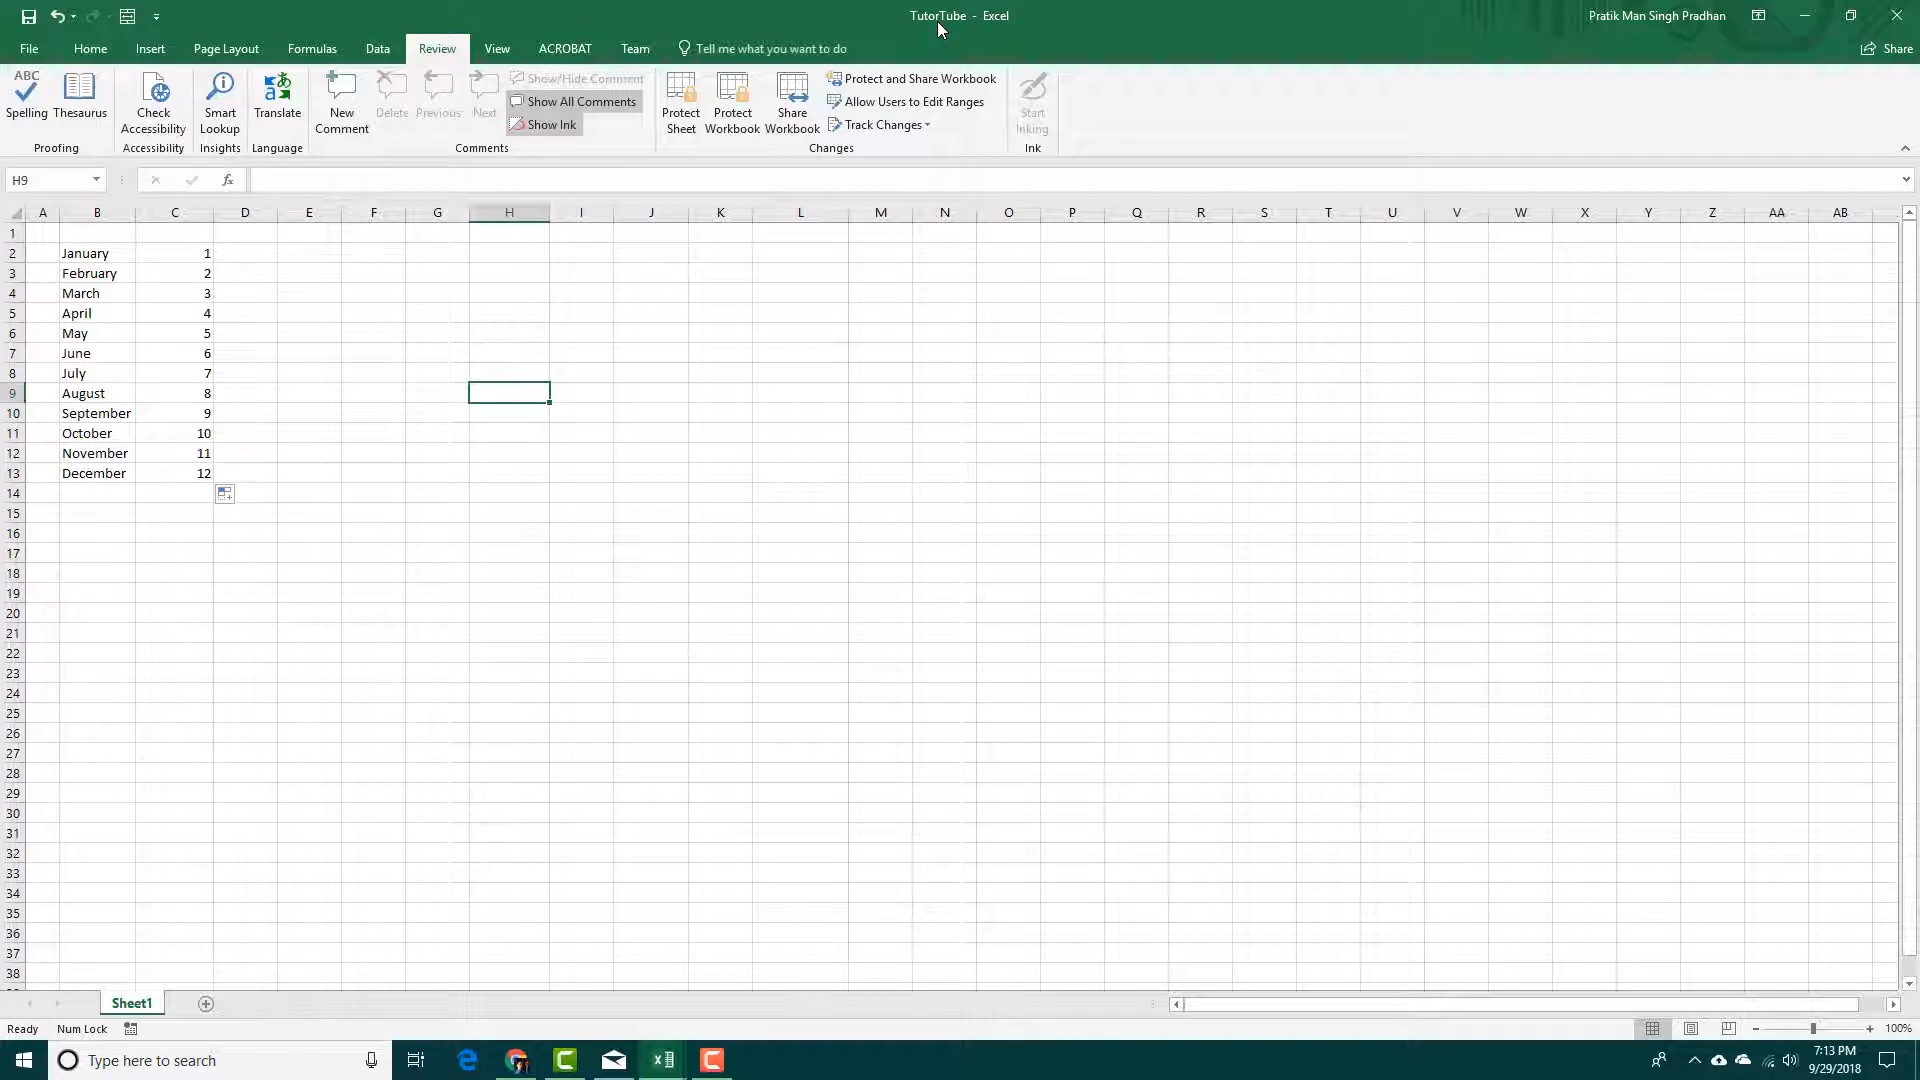 TutorTube - Excel
Pratik Man Singh Pradhan
File Home Insert Page Layout Formulas Data Review View ACROBAT Team Tell me what you want to do Share
ABC
Spelling
Thesaurus
Proofing
Check Accessibility
Accessibility
Smart Lookup
Insights
Translate
Language
New Comment
Delete
Previous
Next
Show/Hide Comment
Show All Comments
Show Ink
Comments
Protect Sheet
Protect Workbook
Share Workbook
Protect and Share Workbook
Allow Users to Edit Ranges
Track Changes
Changes
Start Inking
Ink
H9
fx
A B C D E F G H I J K L M N O P Q R S T U V W X Y Z AA AB
1
2 January 1
3 February 2
4 March 3
5 April 4
6 May 5
7 June 6
8 July 7
9 August 8
10 September 9
11 October 10
12 November 11
13 December 12
14
15
16
17
18
19
20
21
22
23
24
25
26
27
28
29
30
31
32
33
34
35
36
37
38
Sheet1
Ready Num Lock 100%
Type here to search
7:13 PM
9/29/2018